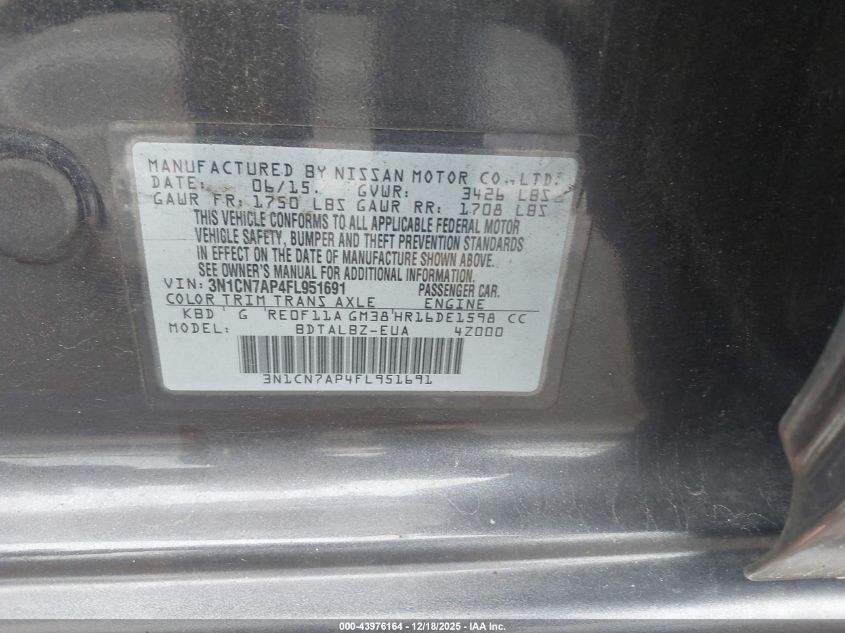 MANUFACTURED BY NISSAN MOTOR CO.,LTD.
DATE: 06/15. GVWR: 3426 LBS
GAWR FR: 1750 LBS GAWR RR: 1708 LBS
THIS VEHICLE CONFORMS TO ALL APPLICABLE FEDERAL MOTOR
VEHICLE SAFETY, BUMPER AND THEFT PREVENTION STANDARDS
IN EFFECT ON THE DATE OF MANUFACTURE SHOWN ABOVE.
SEE OWNER'S MANUAL FOR ADDITIONAL INFORMATION.
VIN: 3N1CN7AP4FL951691 PASSENGER CAR.
COLOR TRIM TRANS AXLE ENGINE
KBD ' G 'RE0F11A GM38'HR16DE1598 CC
MODEL: BDTALBZ-EUA 4Z000
3N1CN7AP4FL951691
000-43976164 - 12/18/2025 - IAA Inc.